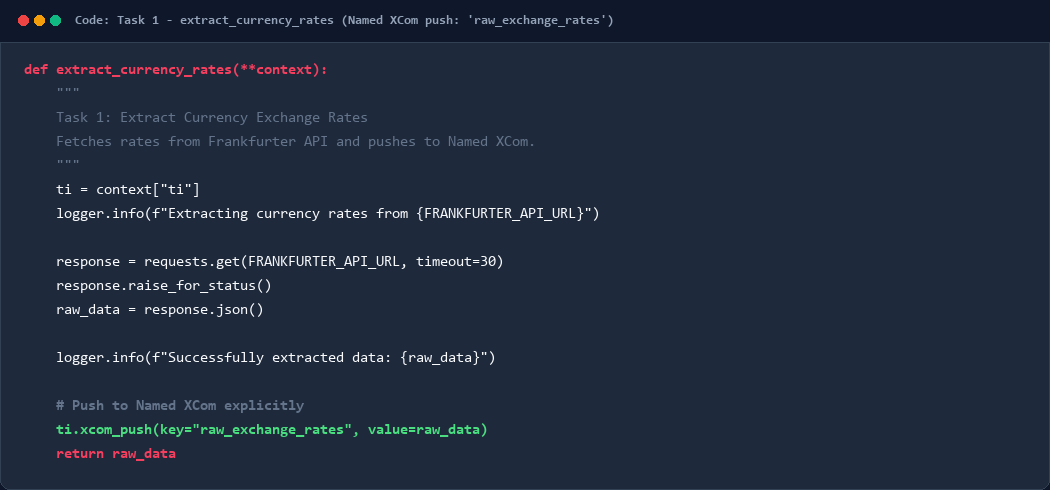 Code: Task 1 - extract_currency_rates (Named XCom push: 'raw_exchange_rates')
def extract_currency_rates(**context):
    """
    Task 1: Extract Currency Exchange Rates
    Fetches rates from Frankfurter API and pushes to Named XCom.
    """
    ti = context["ti"]
    logger.info(f"Extracting currency rates from {FRANKFURTER_API_URL}")
    response = requests.get(FRANKFURTER_API_URL, timeout=30)
    response.raise_for_status()
    raw_data = response.json()
    logger.info(f"Successfully extracted data: {raw_data}")
    # Push to Named XCom explicitly
    ti.xcom_push(key="raw_exchange_rates", value=raw_data)
    return raw_data